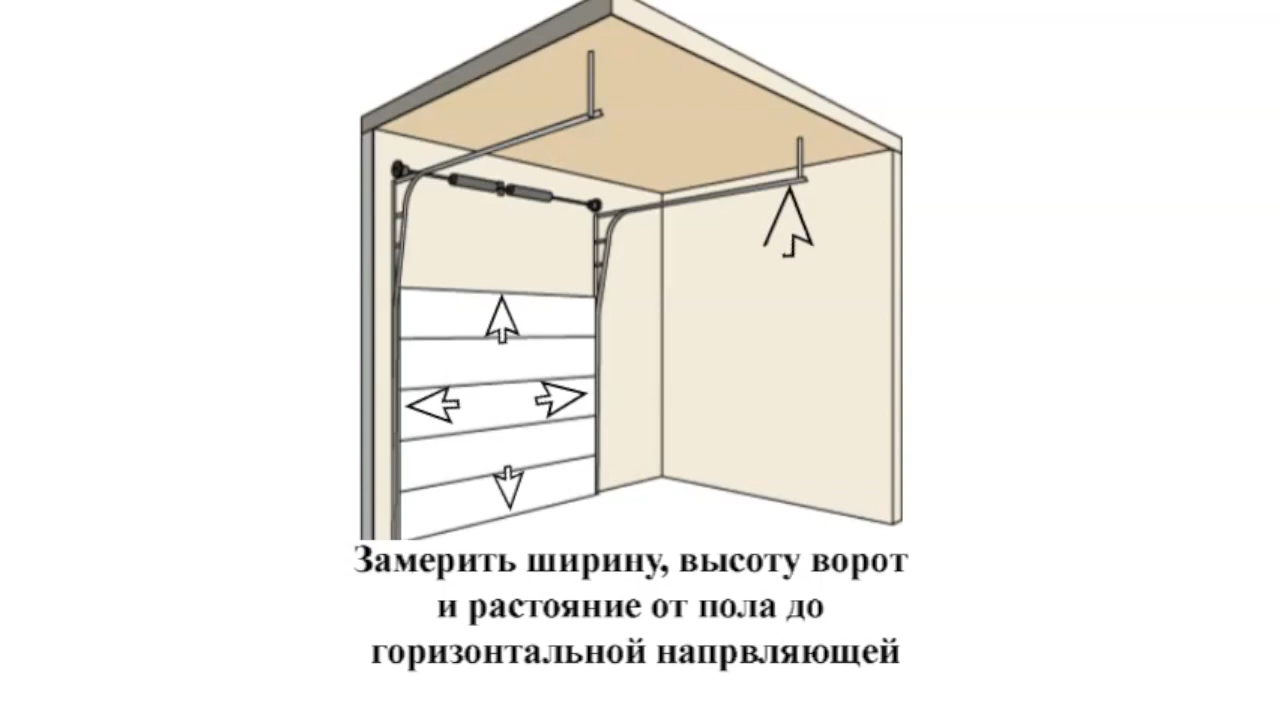 Замерить ширину, высоту ворот
и растояние от пола до
горизонтальной напрвляющей